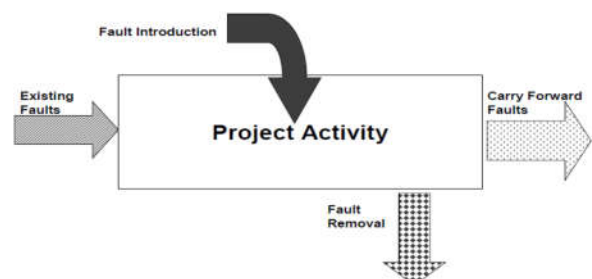 Fault Introduction
Existing
Faults
Project Activity
Carry Forward
Faults
Fault
Removal